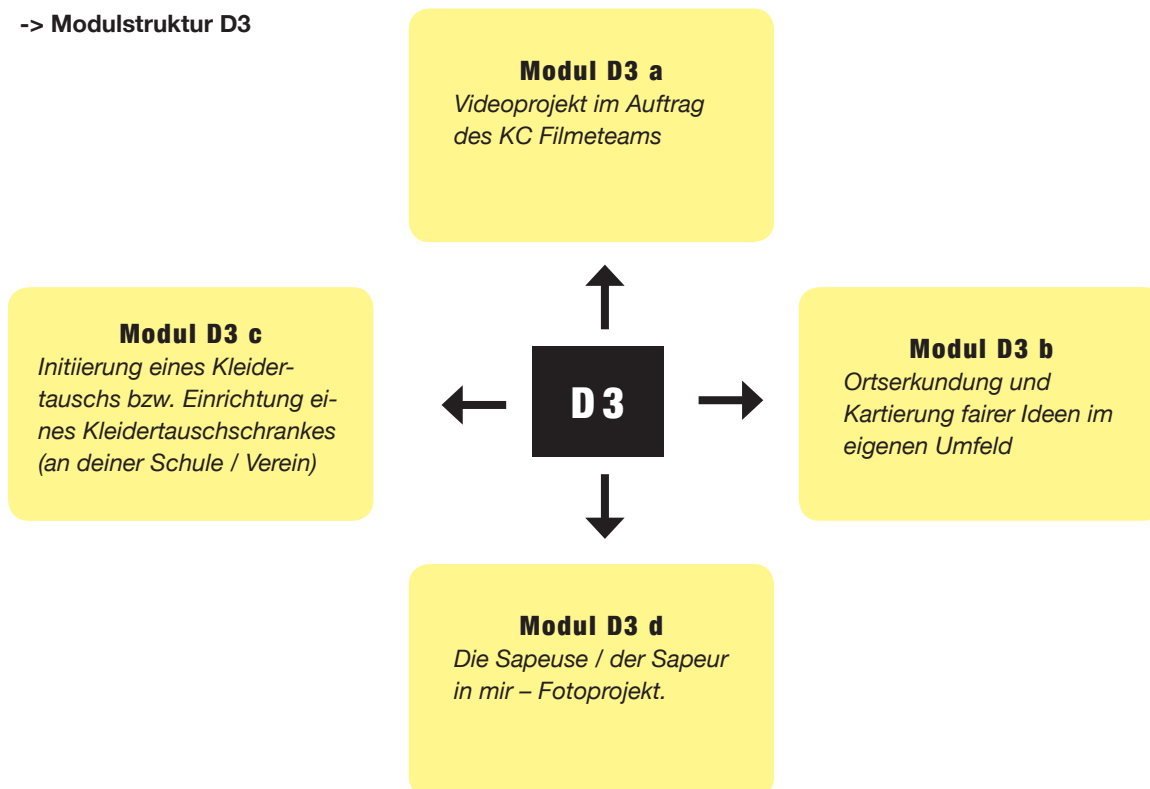 -> Modulstruktur D3
Modul D3 a
Videoprojekt im Auftrag
des KC Filmeteams
Modul D3 c
Initiierung eines Kleider-
tauschs bzw. Einrichtung ei-
nes Kleidertauschschrankes
(an deiner Schule / Verein)
D3
Modul D3 b
Ortserkundung und
Kartierung fairer Ideen im
eigenen Umfeld
Modul D3 d
Die Sapeuse / der Sapeur
in mir – Fotoprojekt.